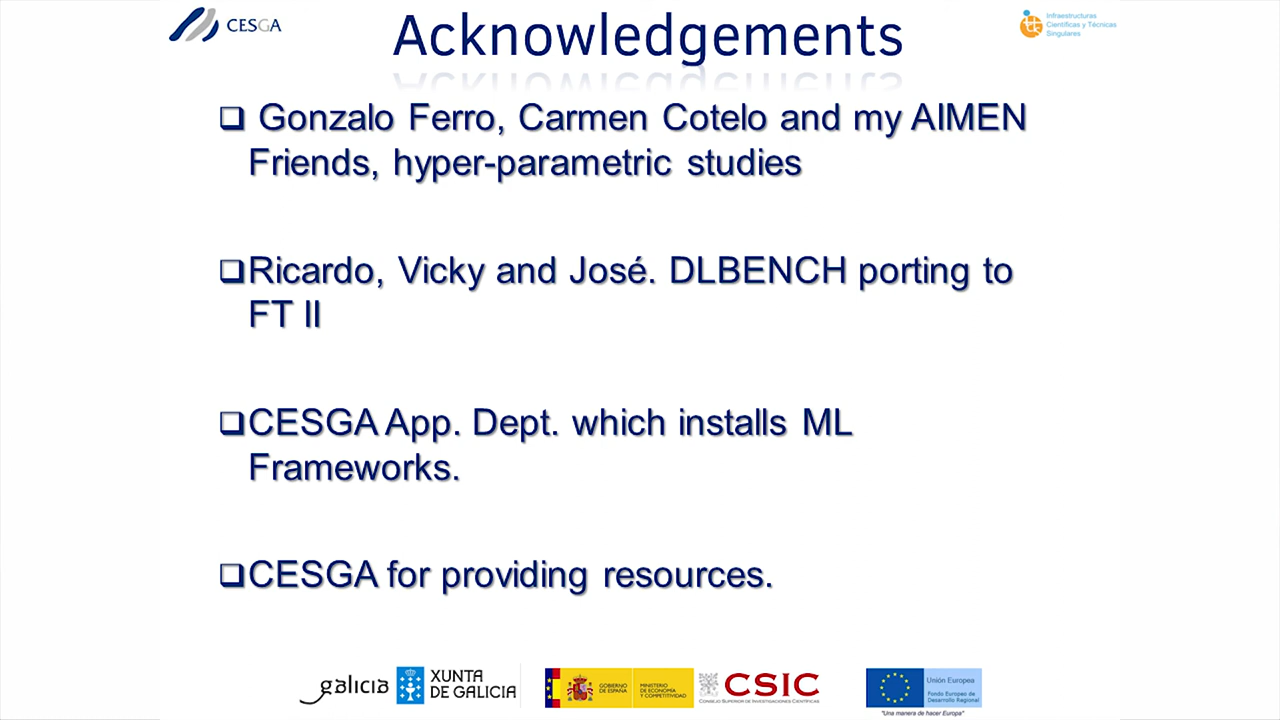 CESGA
Acknowledgements
Infraestructuras
Científicas y Técnicas
Singulares
Gonzalo Ferro, Carmen Cotelo and my AIMEN
Friends, hyper-parametric studies
Ricardo, Vicky and José. DLBENCH porting to
FT II
CESGA App. Dept. which installs ML
Frameworks.
CESGA for providing resources.
galicia
XUNTA
DE GALICIA
GOBIERNO
DE ESPAÑA
MINISTERIO
DE ECONOMÍA
Y COMPETITIVIDAD
CSIC
CONSEJO SUPERIOR DE INVESTIGACIONES CIENTÍFICAS
Unión Europea
Fondo Europeo de
Desarrollo Regional
"Una manera de hacer Europa"